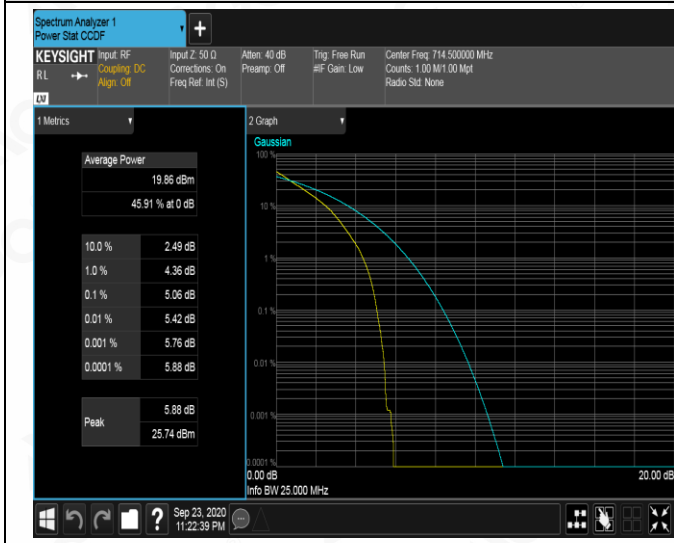 Spectrum Analyzer 1
Power Stat CCDF
KEYSIGHT
RL
LXI
Input: RF
Coupling: DC
Align: Off
Input Z: 50 Ω
Corrections: On
Freq Ref: Int (S)
Atten: 40 dB
Preamp: Off
Trig: Free Run
#IF Gain: Low
Center Freq: 714.500000 MHz
Counts: 1.00 M/1.00 Mpt
Radio Std: None
1 Metrics
Average Power
19.86 dBm
45.91 % at 0 dB
10.0 % 2.49 dB
1.0 % 4.36 dB
0.1 % 5.06 dB
0.01 % 5.42 dB
0.001 % 5.76 dB
0.0001 % 5.88 dB
Peak
5.88 dB
25.74 dBm
2 Graph
Gaussian
100 %
10 %
1 %
0.1 %
0.01 %
0.001 %
0.0001 %
0.00 dB 20.00 dB
Info BW 25.000 MHz
?
Sep 23, 2020
11:22:39 PM